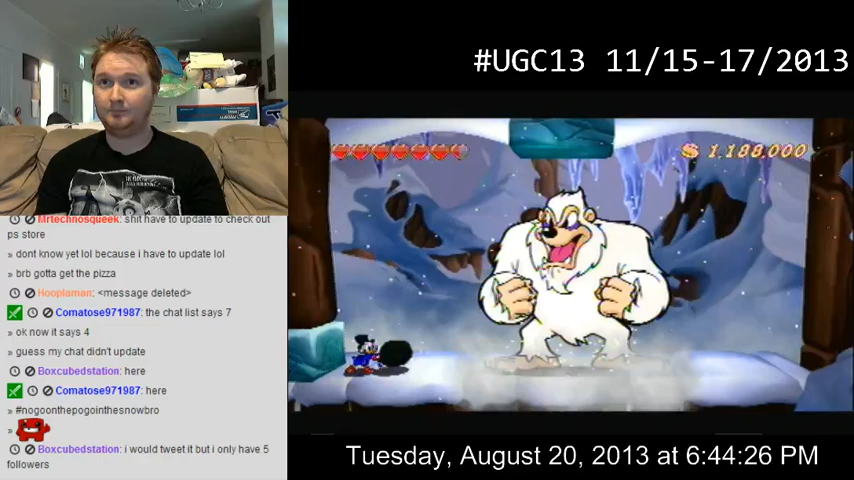 #UGC13 11/15-17/2013
$ 1,188,000
Mrtechnosqueek: shit have to update to check out
ps store
» dont know yet lol because i have to update lol
» brb gotta get the pizza
Hooplaman: <message deleted>
Comatose971987: the chat list says 7
» ok now it says 4
» guess my chat didn't update
Boxcubedstation: here
Comatose971987: here
» #nogoonthepogointhesnowbro
»
Boxcubedstation: i would tweet it but i only have 5
followers
Tuesday, August 20, 2013 at 6:44:26 PM